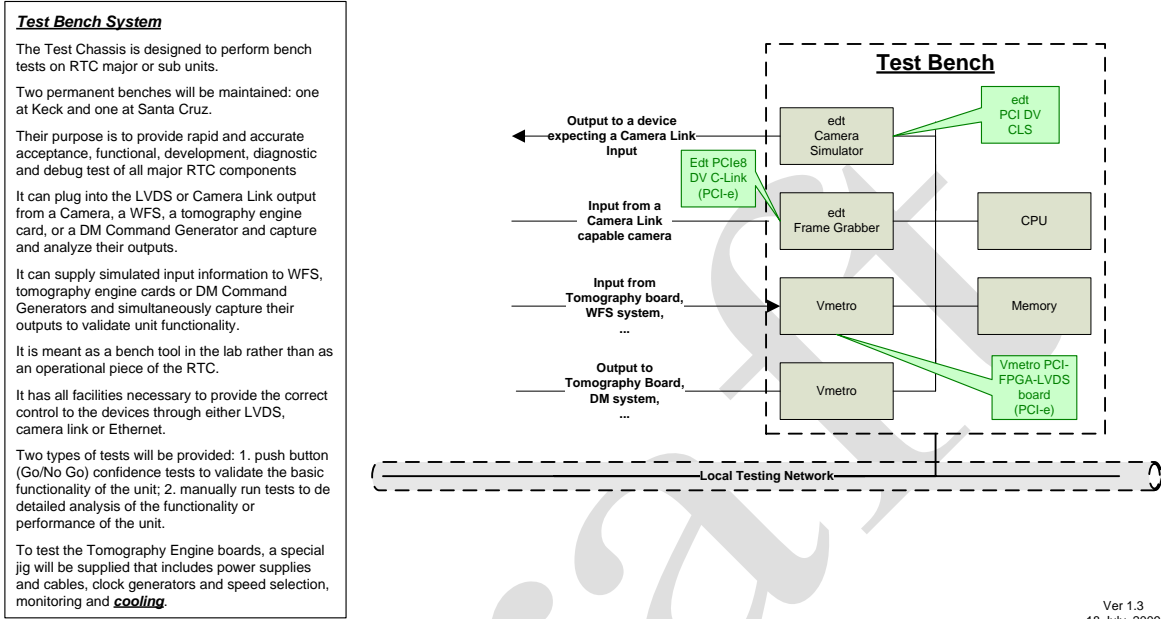 Test Bench System
The Test Chassis is designed to perform bench
tests on RTC major or sub units.
Two permanent benches will be maintained: one
at Keck and one at Santa Cruz.
Their purpose is to provide rapid and accurate
acceptance, functional, development, diagnostic
and debug test of all major RTC components
It can plug into the LVDS or Camera Link output
from a Camera, a WFS, a tomography engine
card, or a DM Command Generator and capture
and analyze their outputs.
It can supply simulated input information to WFS,
tomography engine cards or DM Command
Generators and simultaneously capture their
outputs to validate unit functionality.
It is meant as a bench tool in the lab rather than as
an operational piece of the RTC.
It has all facilities necessary to provide the correct
control to the devices through either LVDS,
camera link or Ethernet.
Two types of tests will be provided: 1. push button
(Go/No Go) confidence tests to validate the basic
functionality of the unit; 2. manually run tests to de
detailed analysis of the functionality or
performance of the unit.
To test the Tomography Engine boards, a special
jig will be supplied that includes power supplies
and cables, clock generators and speed selection,
monitoring and cooling.
Test Bench
Output to a device
expecting a Camera Link
Input
edt
Camera
Simulator
edt
PCI DV
CLS
Edt PCIe8
DV C-Link
(PCI-e)
Input from a
Camera Link
capable camera
edt
Frame Grabber
CPU
Input from
Tomography board,
WFS system,
...
Vmetro
Memory
Output to
Tomography Board,
DM system,
...
Vmetro
Vmetro PCI-
FPGA-LVDS
board
(PCI-e)
Local Testing Network
Ver 1.3